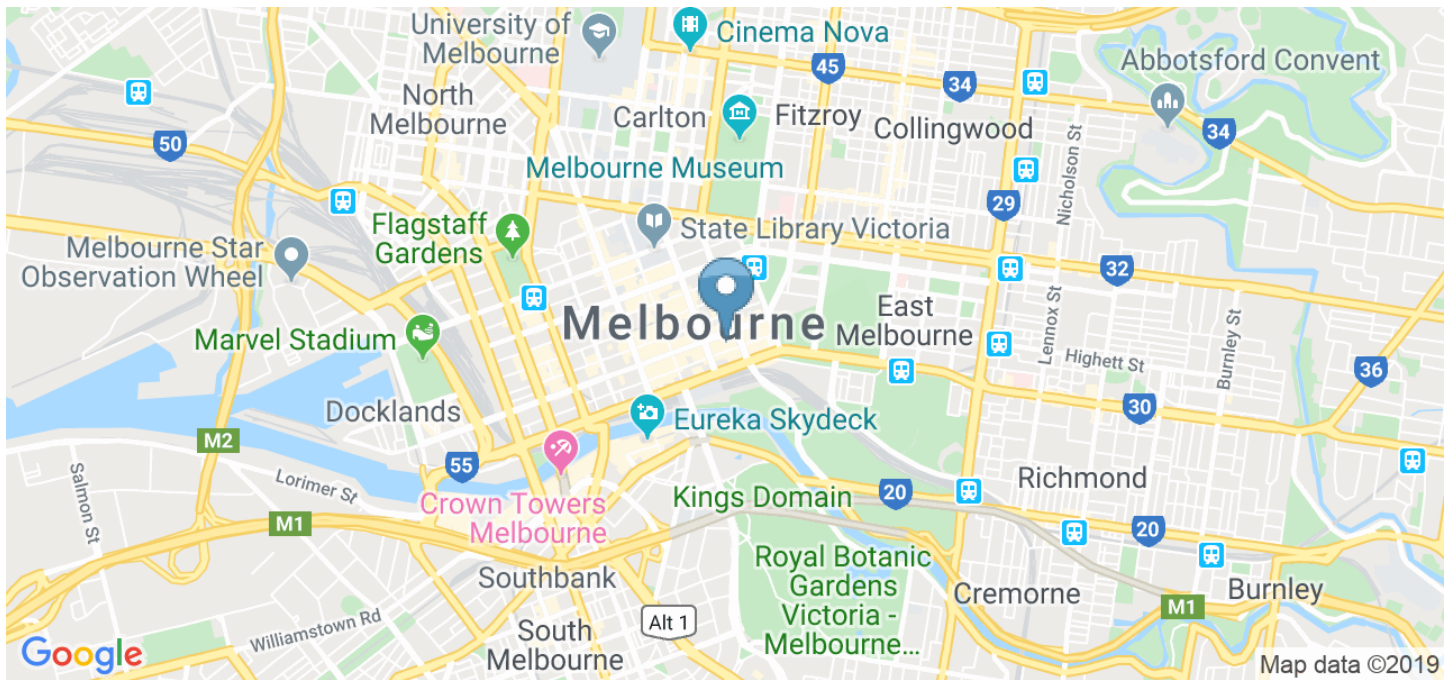 University of
Melbourne
Cinema Nova
45
34
Abbotsford Convent
North
Melbourne
Carlton
Fitzroy
Collingwood
50
34
Melbourne Museum
Nicholson St
29
Flagstaff
Gardens
State Library Victoria
Melbourne Star
Observation Wheel
32
Melbourne
East
Melbourne
Marvel Stadium
Lennox St
Highett St
Burnley St
36
Docklands
30
Eureka Skydeck
M2
55
Salmon St
Lorimer St
Richmond
Crown Towers
Melbourne
Kings Domain
20
M1
20
Southbank
Royal Botanic
Gardens
Victoria -
Melbourne...
Cremorne
Burnley
M1
Williamstown Rd
Alt 1
South
Melbourne
Google
Map data ©2019